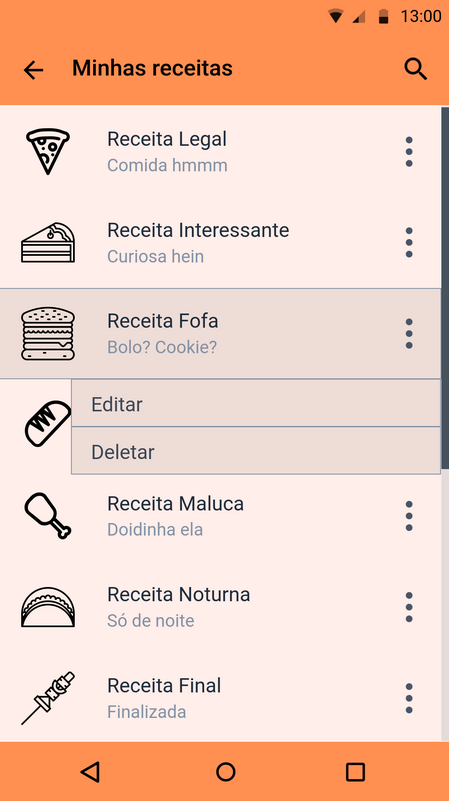 13:00
Minhas receitas
Receita Legal
Comida hmmm
Receita Interessante
Curiosa hein
Receita Fofa
Bolo? Cookie?
Editar
Deletar
Receita Maluca
Doidinha ela
Receita Noturna
Só de noite
Receita Final
Finalizada